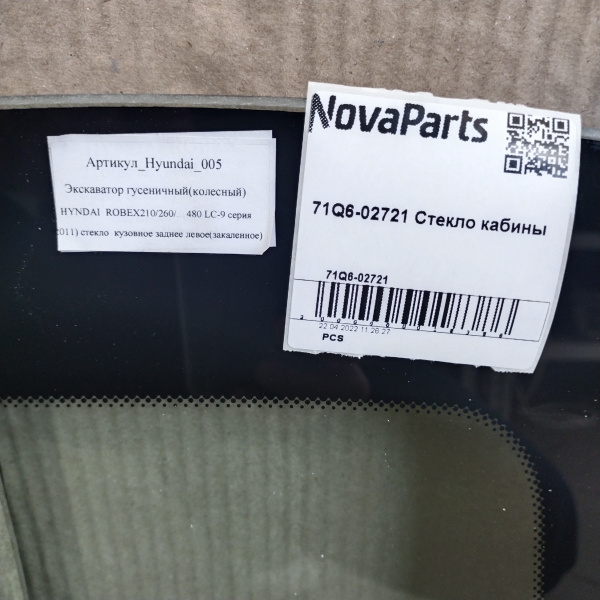 Артикул_Hyundai_005
Экскаватор гусеничный(колесный)
HYNDAI ROBEX210/260/... 480 LC-9 серия
2011) стекло кузовное заднее левое(закаленное)
NovaParts
71Q6-02721 Стекло кабины
71Q6-02721
22.04.2022 11:26:27
PCS